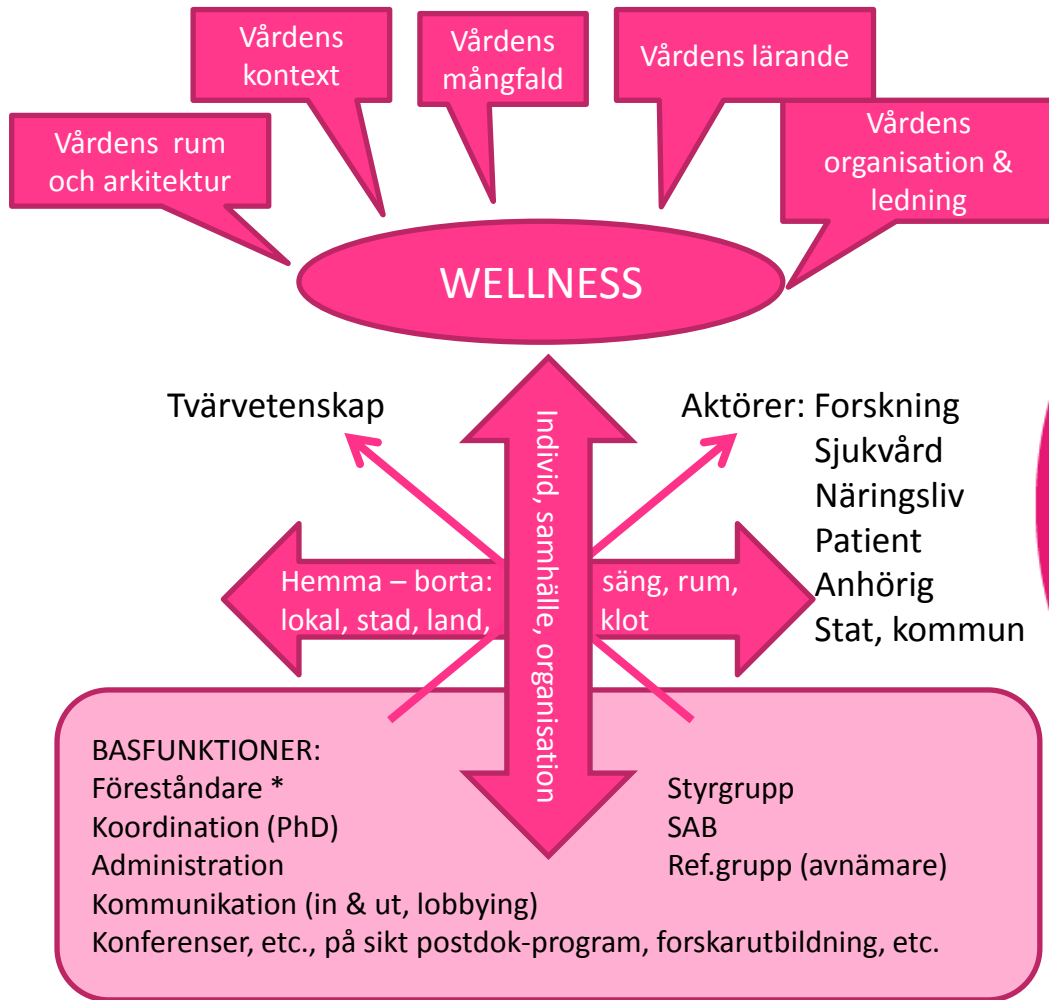 Vårdens
kontext
Vårdens
mångfald
Vårdens lärande
Vårdens rum
och arkitektur
Vårdens
organisation &
ledning
WELLNESS
Tvärvetenskap
Aktörer: Forskning
Sjukvård
Näringsliv
Patient
Anhörig
Stat, kommun
Individ, samhälle, organisation
Hemma – borta: säng, rum,
lokal, stad, land, klot
BASFUNKTIONER:
Föreståndare *
Koordination (PhD)
Administration
Kommunikation (in & ut, lobbying)
Konferenser, etc., på sikt postdok-program, forskarutbildning, etc.
Styrgrupp
SAB
Ref.grupp (avnämare)